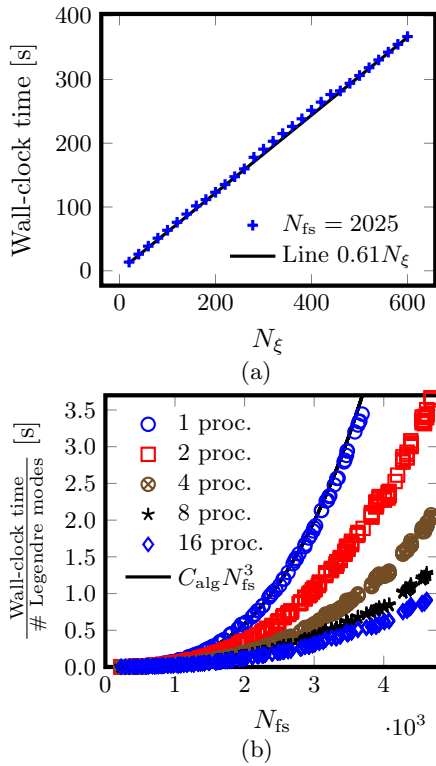 400
300
200
100
0
Wall-clock time [s]
N_fs = 2025
Line 0.61N_ξ
0 200 400 600
N_ξ
(a)
3.5
3.0
2.5
2.0
1.5
1.0
0.5
0.0
Wall-clock time
# Legendre modes [s]
1 proc.
2 proc.
4 proc.
8 proc.
16 proc.
C_alg N_fs^3
0 1 2 3 4
N_fs
·10^3
(b)